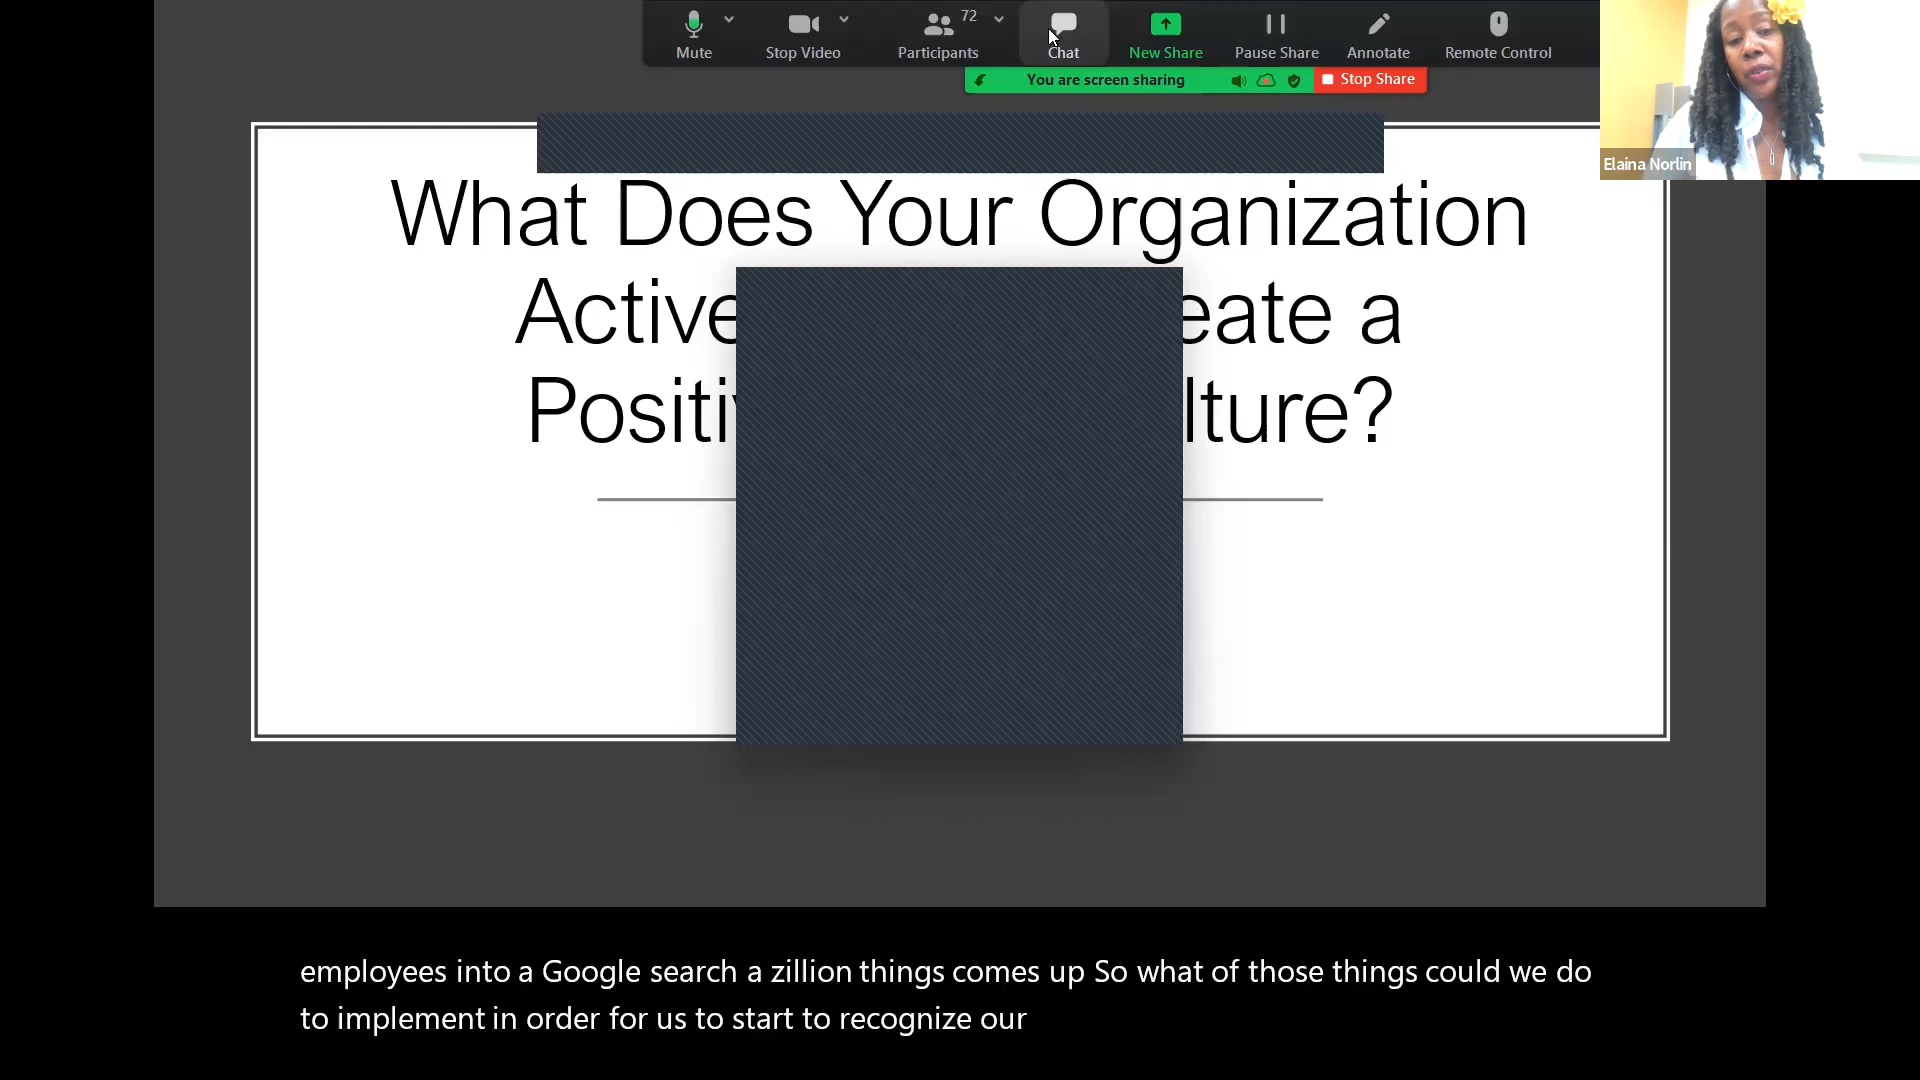 72
Mute Stop Video Participants Chat New Share Pause Share Annotate Remote Control
You are screen sharing Stop Share
Elaina Norlin
What Does Your Organization
Active eate a
Positi lture?
employees into a Google search a zillion things comes up So what of those things could we do
to implement in order for us to start to recognize our